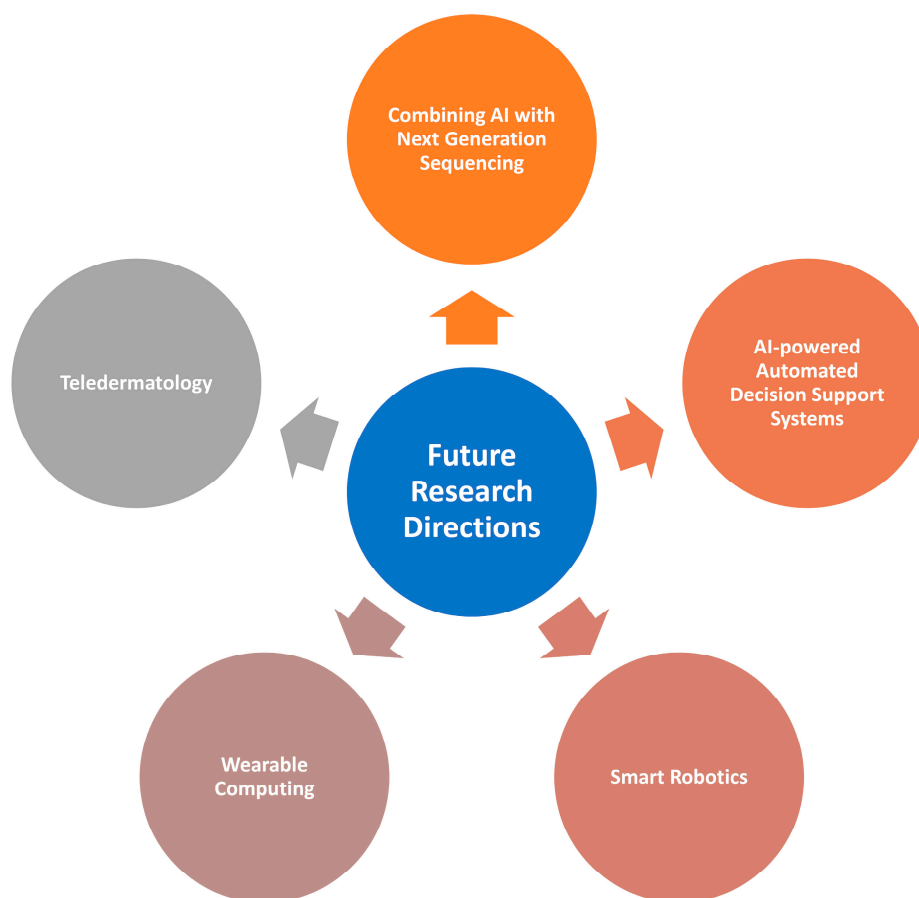 Combining AI with
Next Generation
Sequencing
Teledermatology
AI-powered
Automated
Decision Support
Systems
Future
Research
Directions
Wearable
Computing
Smart Robotics